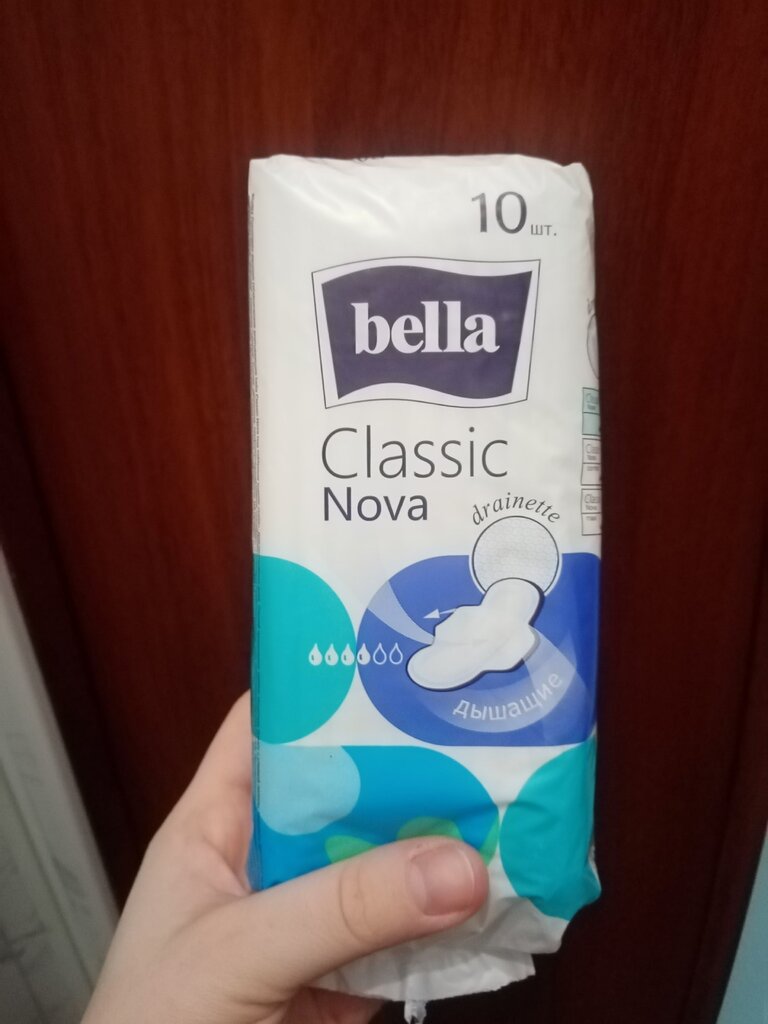 10 шт.
bella
Classic
Nova
drainette
дышащие